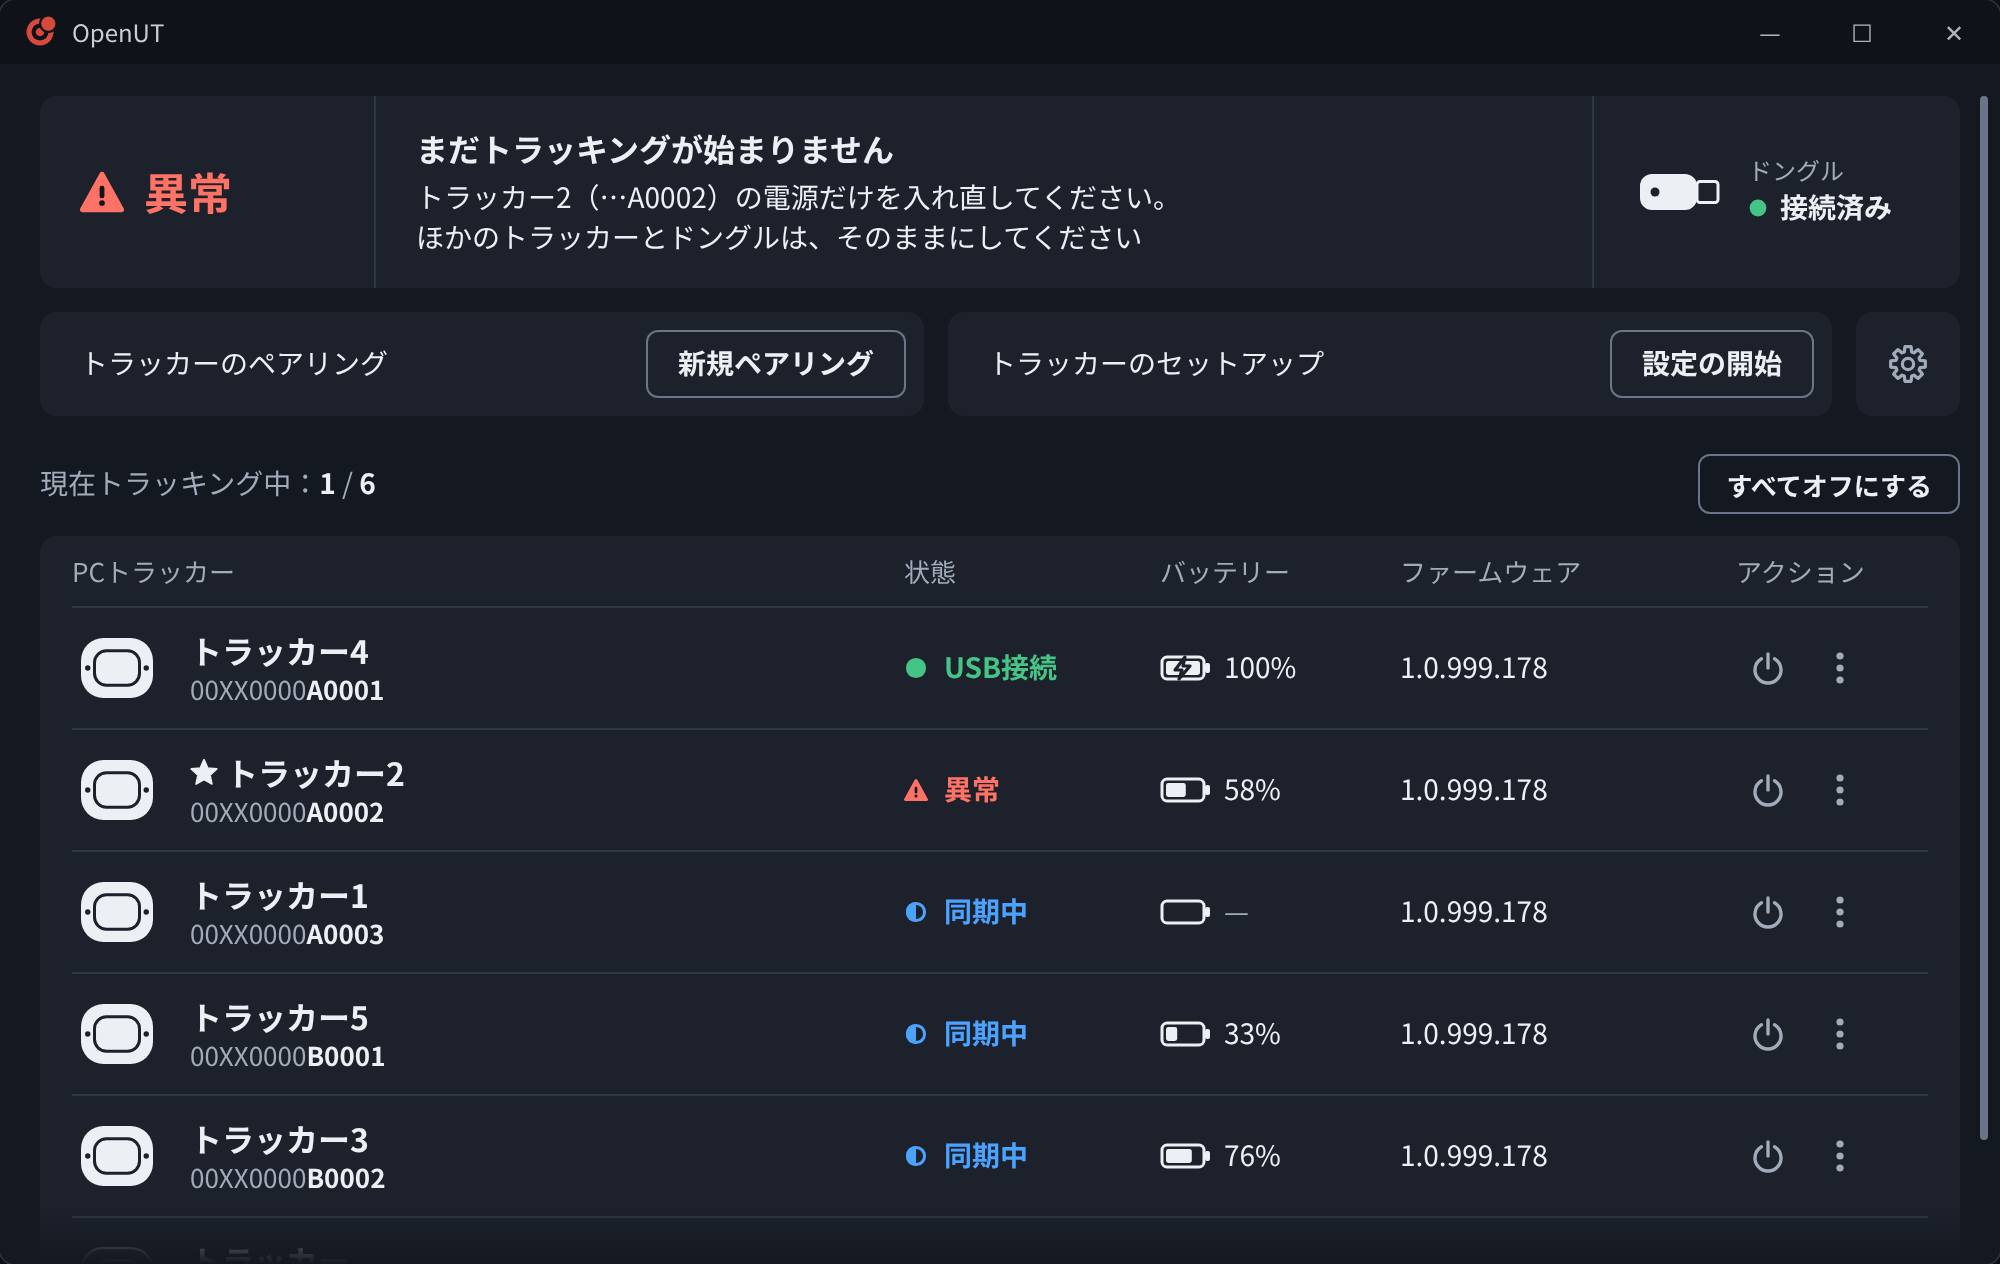 OpenUT
異常
まだトラッキングが始まりません
トラッカー2（…A0002）の電源だけを入れ直してください。
ほかのトラッカーとドングルは、そのままにしてください
ドングル
接続済み
トラッカーのペアリング
新規ペアリング
トラッカーのセットアップ
設定の開始
現在トラッキング中：1 / 6
すべてオフにする
PCトラッカー 状態 バッテリー ファームウェア アクション
トラッカー4
00XX0000A0001
USB接続 100% 1.0.999.178
★ トラッカー2
00XX0000A0002
異常 58% 1.0.999.178
トラッカー1
00XX0000A0003
同期中 — 1.0.999.178
トラッカー5
00XX0000B0001
同期中 33% 1.0.999.178
トラッカー3
00XX0000B0002
同期中 76% 1.0.999.178